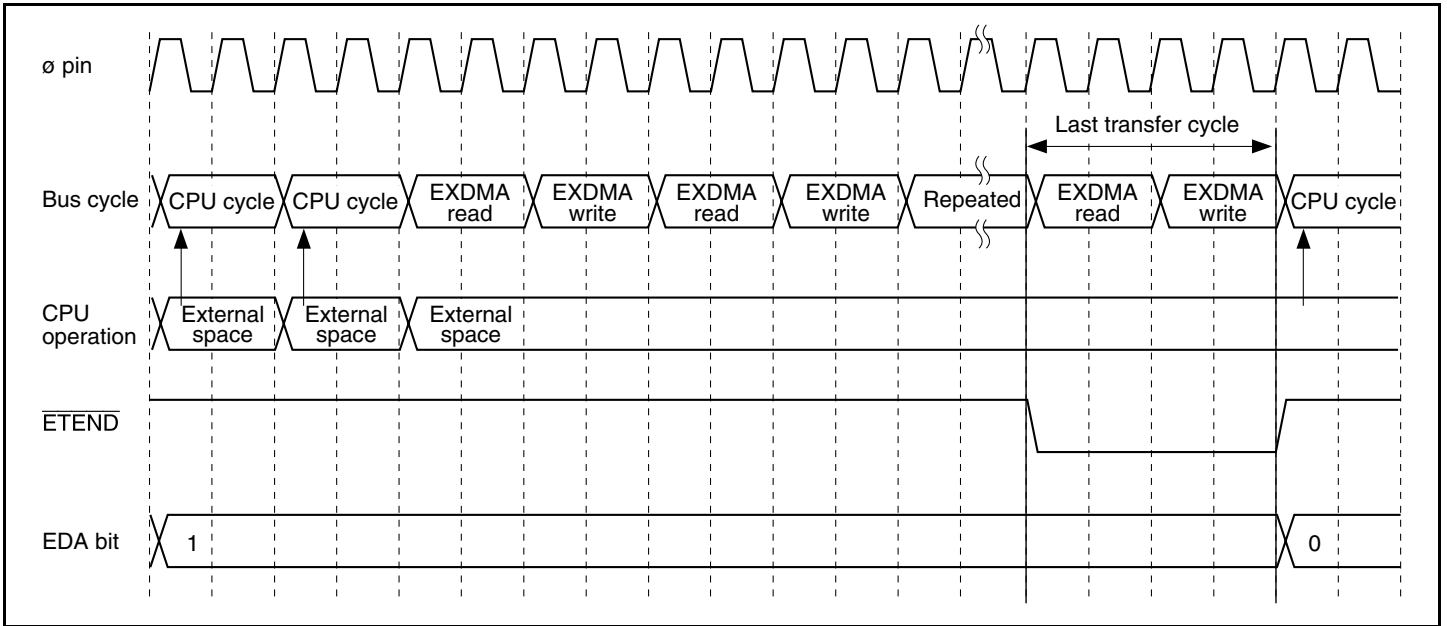 ø pin
Last transfer cycle
Bus cycle
CPU cycle
CPU cycle
EXDMA
read
EXDMA
write
EXDMA
read
EXDMA
write
Repeated
EXDMA
read
EXDMA
write
CPU cycle
CPU
operation
External
space
External
space
External
space
ETEND
EDA bit
1
0